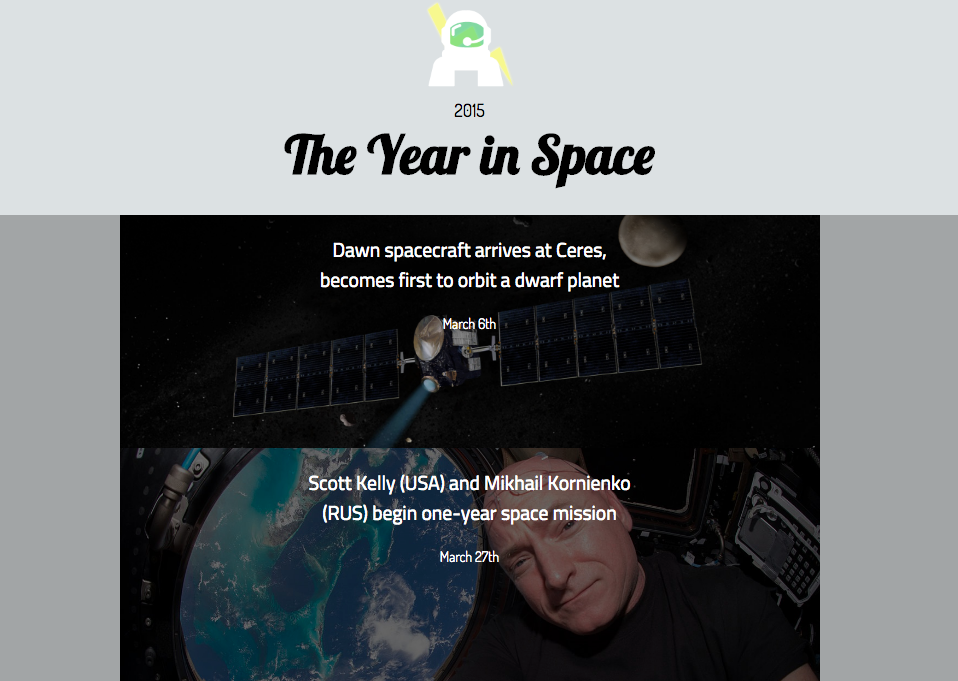 2015
The Year in Space
Dawn spacecraft arrives at Ceres,
becomes first to orbit a dwarf planet
March 6th
Scott Kelly (USA) and Mikhail Kornienko
(RUS) begin one-year space mission
March 27th